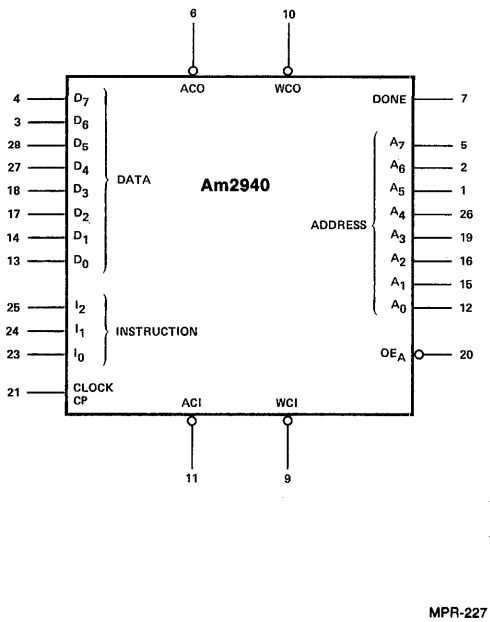 6 10
ACO WCO
4 D7 DONE 7
3 D6
28 D5 A7 5
27 D4 DATA Am2940 A6 2
18 D3 A5 1
17 D2 ADDRESS A4 26
14 D1 A3 19
13 D0 A2 16
A1 15
25 I2 A0 12
24 I1 INSTRUCTION
23 I0 OEA 20
21 CLOCK
CP ACI WCI
11 9
MPR-227